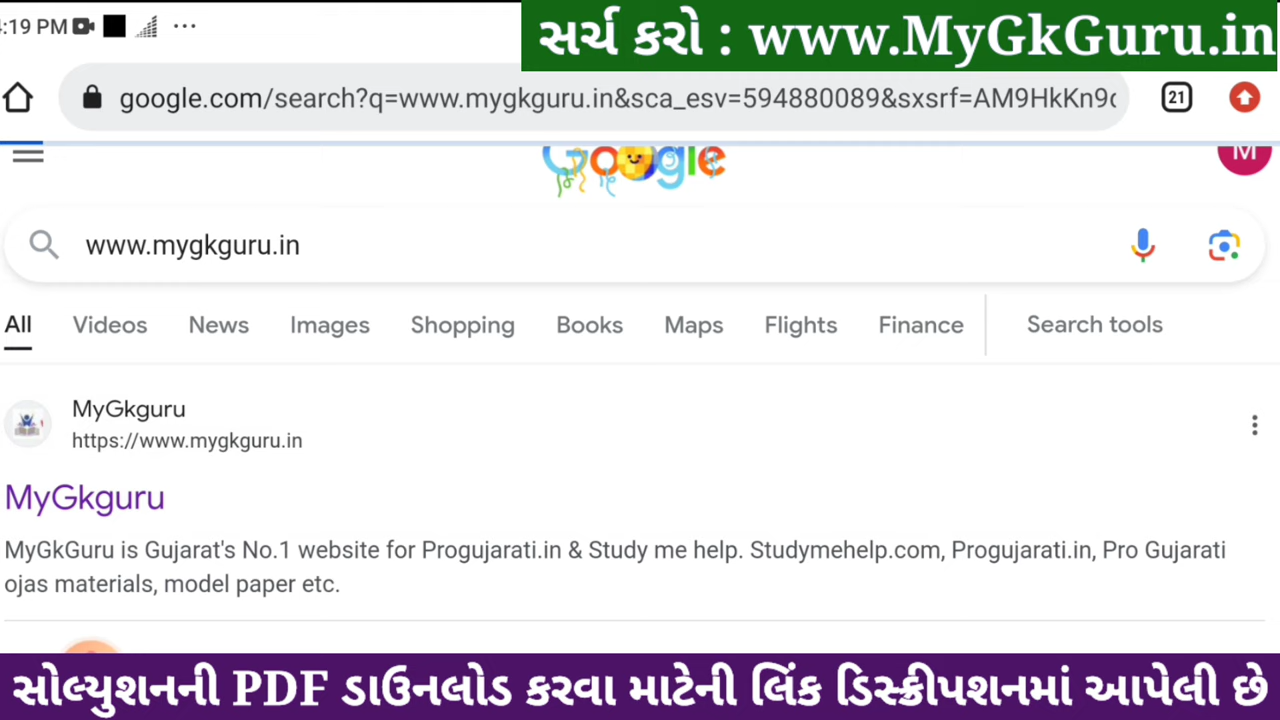 :19 PM
સર્ચ કરો : www.MyGkGuru.in
google.com/search?q=www.mygkguru.in&sca_esv=594880089&sxsrf=AM9HkKn9c
21
Google
M
www.mygkguru.in
All Videos News Images Shopping Books Maps Flights Finance Search tools
MyGkguru
https://www.mygkguru.in
MyGkguru
MyGkGuru is Gujarat's No.1 website for Progujarati.in & Study me help. Studymehelp.com, Progujarati.in, Pro Gujarati
ojas materials, model paper etc.
સોલ્યુશનની PDF ડાઉનલોડ કરવા માટેની લિંક ડિસ્ક્રીપશનમાં આપેલી છે